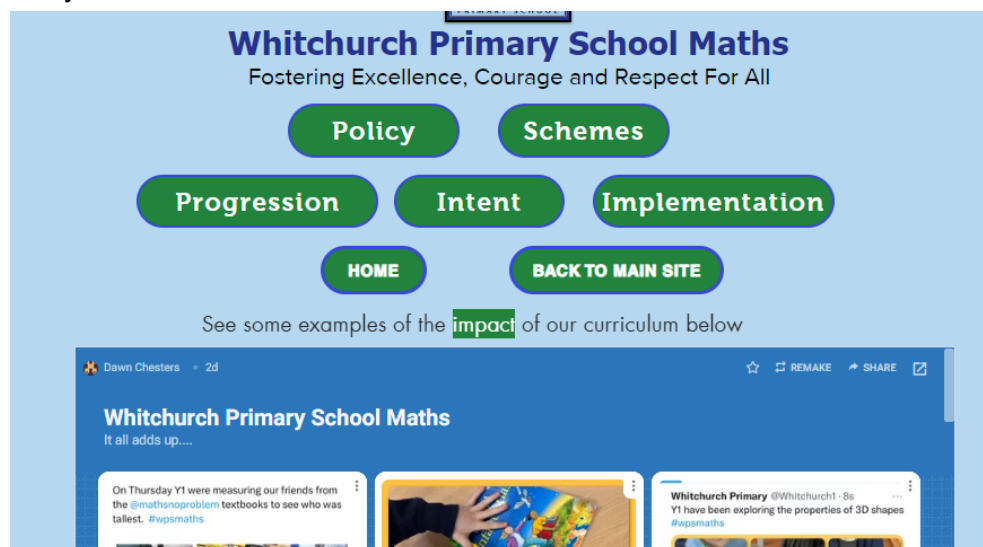 PRIMARY SCHOOL
Whitchurch Primary School Maths
Fostering Excellence, Courage and Respect For All
Policy
Schemes
Progression
Intent
Implementation
HOME
BACK TO MAIN SITE
See some examples of the impact of our curriculum below
Dawn Chesters • 2d
REMAKE
SHARE
Whitchurch Primary School Maths
It all adds up....
On Thursday Y1 were measuring our friends from
the @mathsnoproblem textbooks to see who was
tallest. #wpsmaths
Whitchurch Primary @Whitchurch1 · 8s
Y1 have been exploring the properties of 3D shapes
#wpsmaths